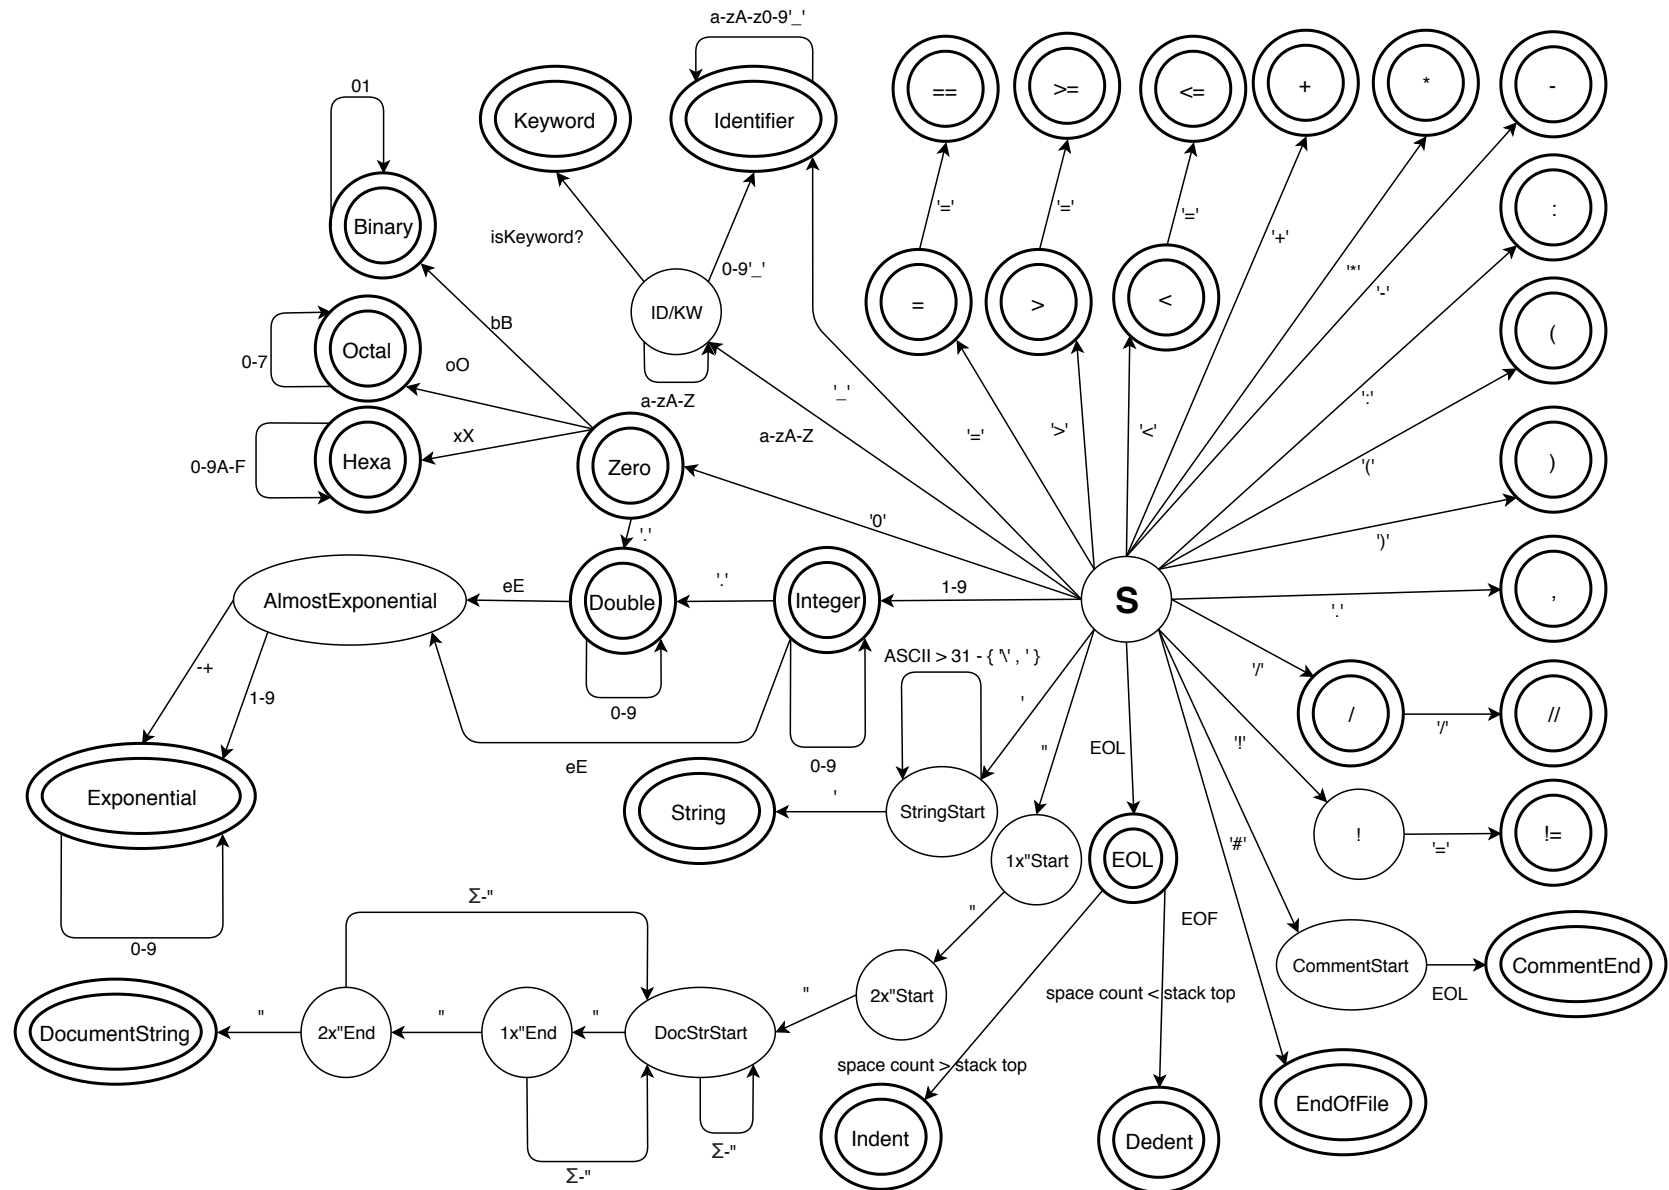 a-zA-z0-9'_'
01
Keyword
Identifier
==
>=
<=
+
*
-
Binary
isKeyword?
0-9'_'
'='
'='
'='
'+'
:
ID/KW
=
>
<
'*'
'-'
bB
Octal
0-7
oO
(
a-zA-Z
'_'
':'
xX
a-zA-Z
'='
'>'
'<'
Hexa
0-9A-F
Zero
'('
)
'0'
'.'
')'
AlmostExponential
eE
Double
'.'
Integer
1-9
S
'.'
,
ASCII > 31 - { '\' , ' }
'/'
-+
1-9
0-9
'
/
'/'
//
"
EOL
'!'
eE
0-9
Exponential
String
'
StringStart
!
'='
!=
1x"Start
EOL
'#'
Σ-"
"
EOF
0-9
CommentStart
EOL
CommentEnd
2x"Start
space count < stack top
"
DocumentString
"
2x"End
"
1x"End
"
DocStrStart
space count > stack top
EndOfFile
Indent
Dedent
Σ-"
Σ-"